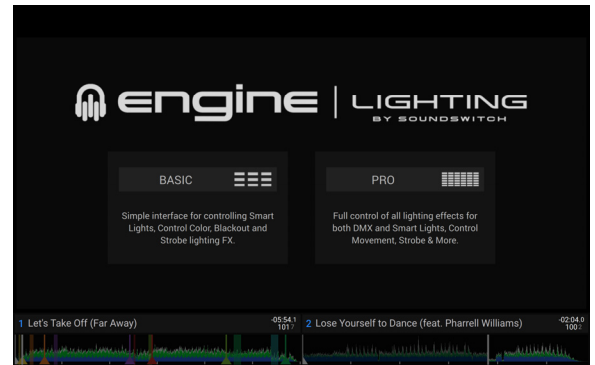 engine | LIGHTING
BY SOUNDSWITCH
BASIC
Simple interface for controlling Smart
Lights, Control Color, Blackout and
Strobe lighting FX.
PRO
Full control of all lighting effects for
both DMX and Smart Lights, Control
Movement, Strobe & More.
1 Let's Take Off (Far Away)
-05:54.1
101 7
2 Lose Yourself to Dance (feat. Pharrell Williams)
-02:04.0
100 2